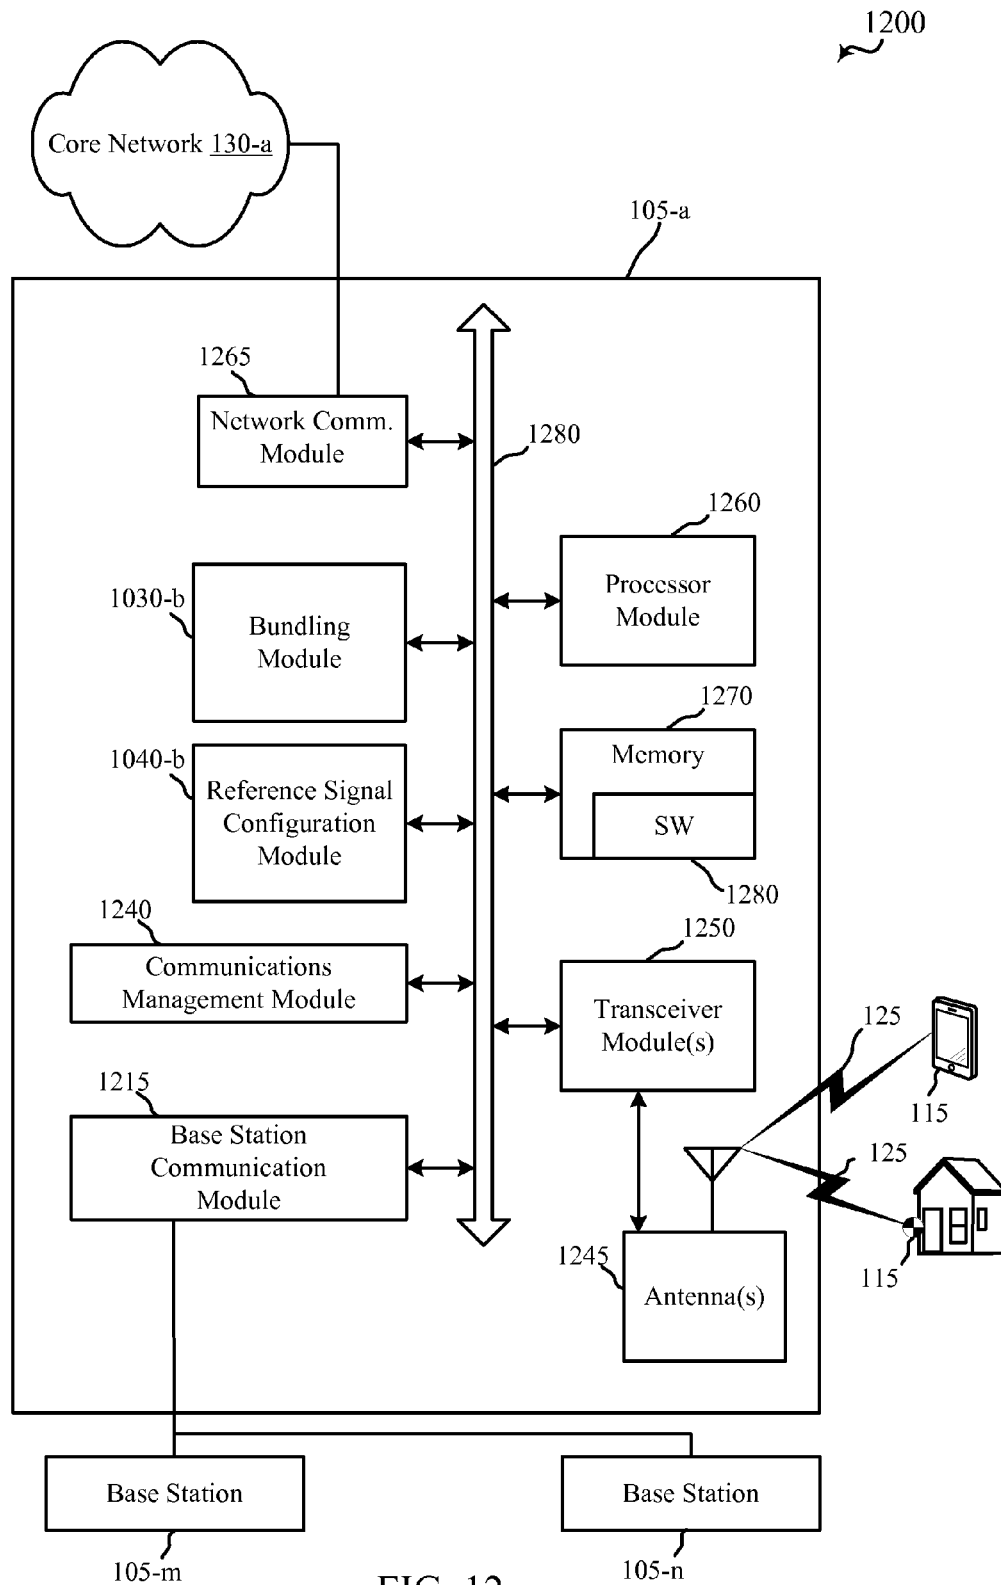 1200
Core Network 130-a
105-a
1265
Network Comm.
Module
1280
1260
Processor
Module
1030-b
Bundling
Module
1270
Memory
SW
1280
1040-b
Reference Signal
Configuration
Module
1240
Communications
Management Module
1250
Transceiver
Module(s)
125
115
1215
Base Station
Communication
Module
125
115
1245
Antenna(s)
Base Station
105-m
Base Station
105-n
FIG. 12